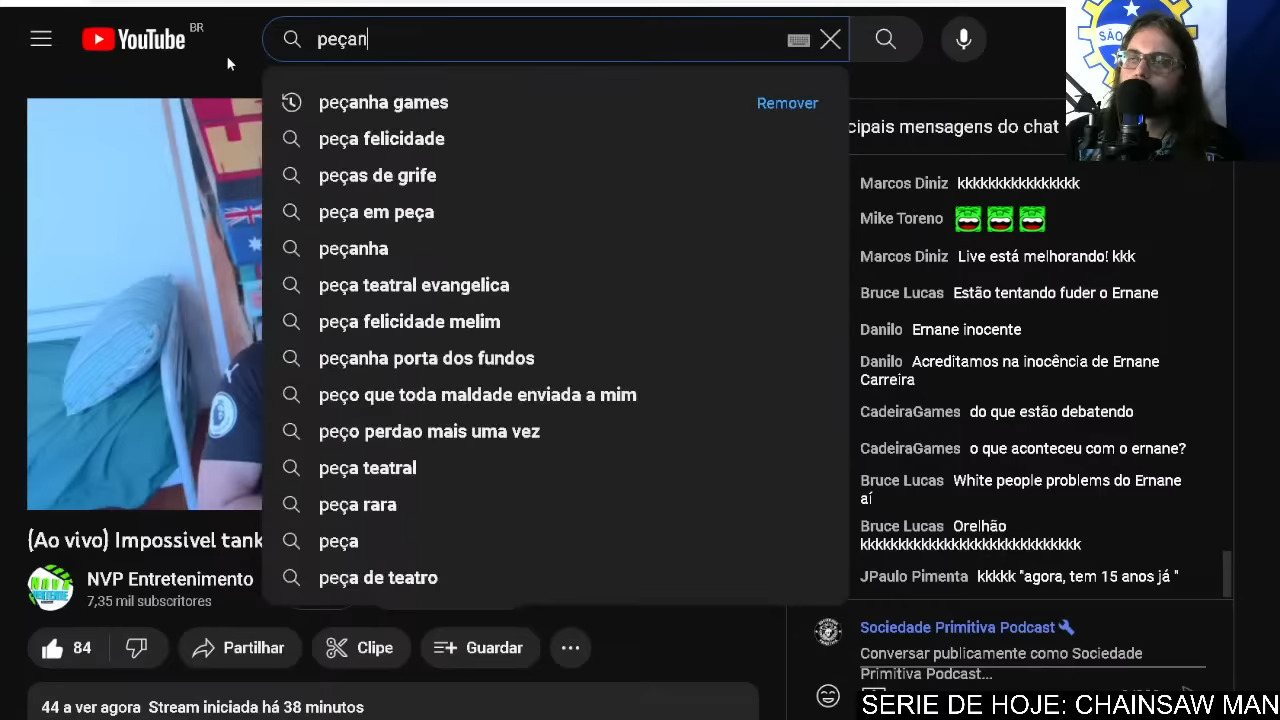 YouTube BR
peçan
SÃO
peçanha games
Remover
peça felicidade
peças de grife
peça em peça
peçanha
peça teatral evangelica
peça felicidade melim
peçanha porta dos fundos
peço que toda maldade enviada a mim
peço perdao mais uma vez
peça teatral
peça rara
peça
peça de teatro
(Ao vivo) Impossivel tank
NVP Entretenimento
7,35 mil subscritores
84
Partilhar
Clipe
Guardar
44 a ver agora Stream iniciada há 38 minutos
cipais mensagens do chat
Marcos Diniz kkkkkkkkkkkkkkkk
Mike Toreno
Marcos Diniz Live está melhorando! kkk
Bruce Lucas Estão tentando fuder o Ernane
Danilo Ernane inocente
Danilo Acreditamos na inocência de Ernane
Carreira
CadeiraGames do que estão debatendo
CadeiraGames o que aconteceu com o ernane?
Bruce Lucas White people problems do Ernane
aí
Bruce Lucas Orelhão
kkkkkkkkkkkkkkkkkkkkkkkkkkkk
JPaulo Pimenta kkkkk "agora, tem 15 anos já "
Sociedade Primitiva Podcast
Conversar publicamente como Sociedade
Primitiva Podcast...
SERIE DE HOJE: CHAINSAW MAN